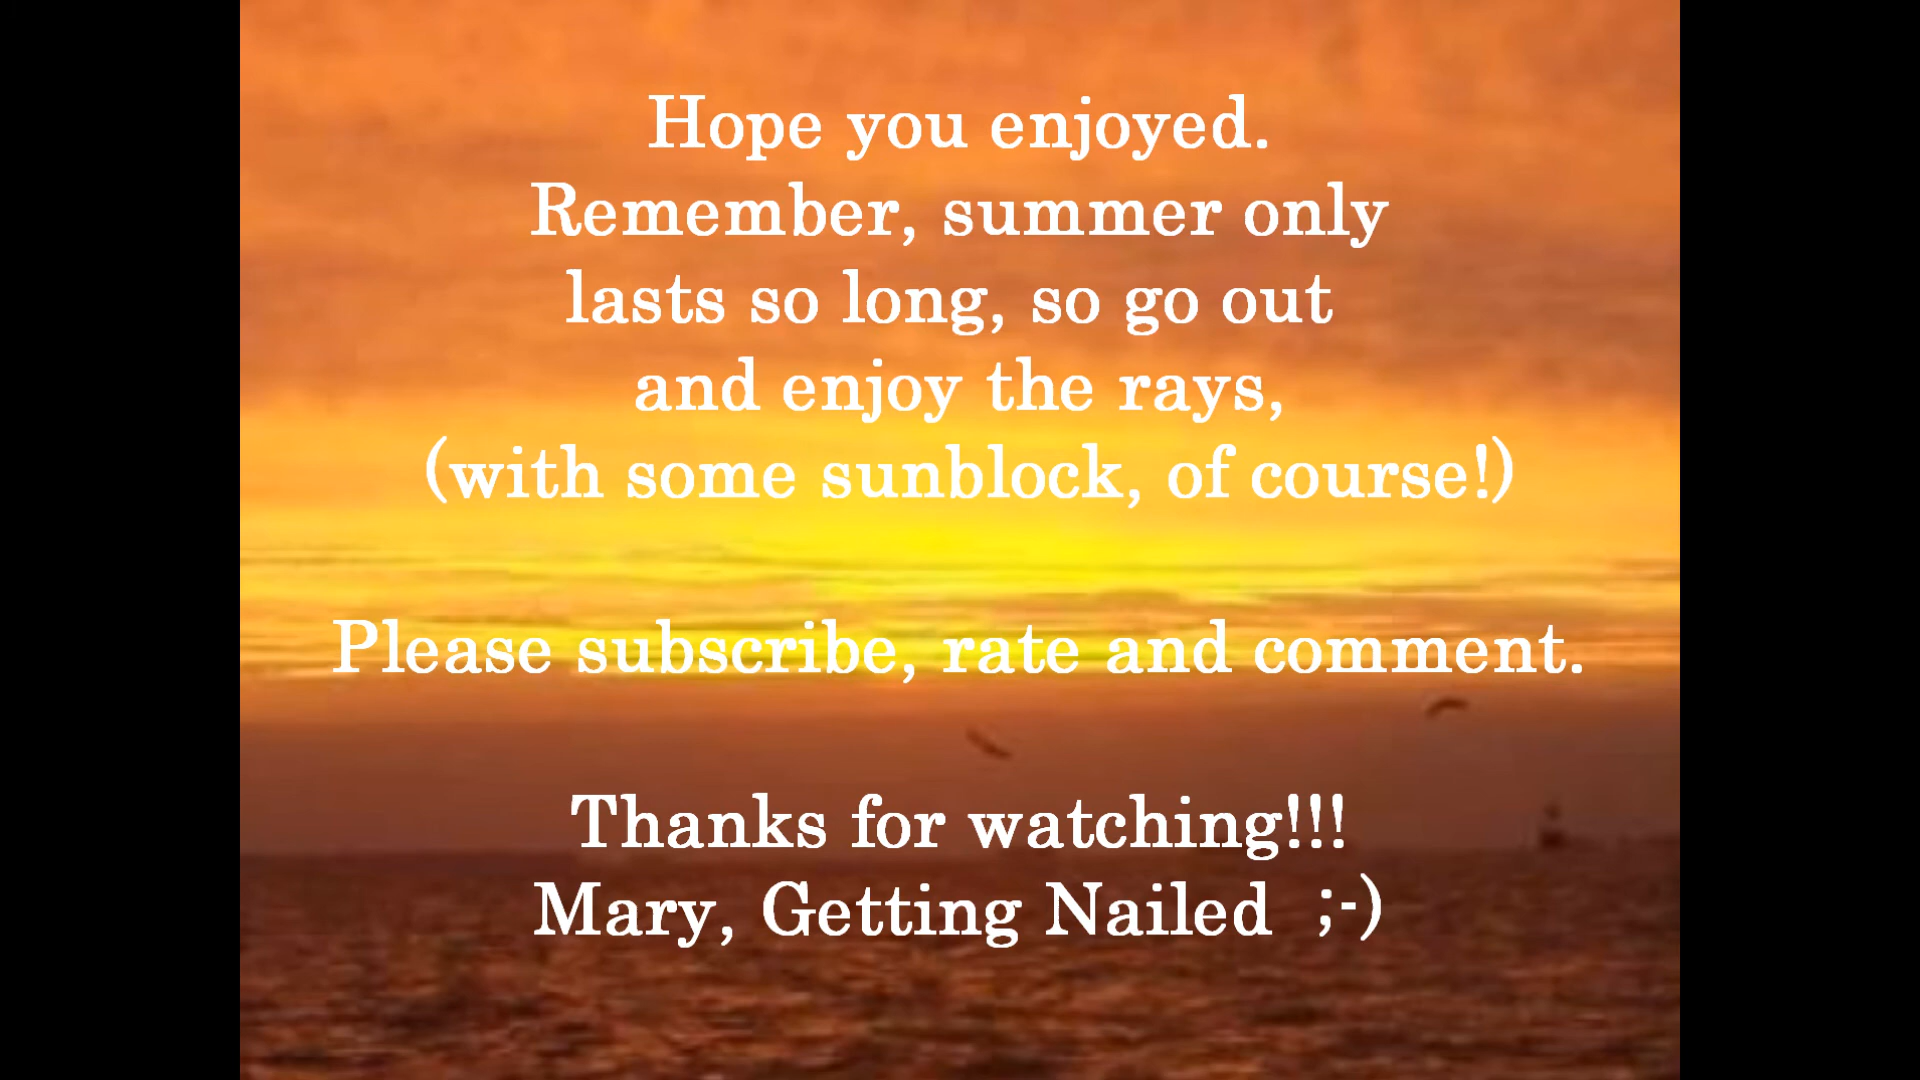 Hope you enjoyed.
Remember, summer only
lasts so long, so go out
and enjoy the rays,
(with some sunblock, of course!)
Please subscribe, rate and comment.
Thanks for watching!!!
Mary, Getting Nailed ;-)